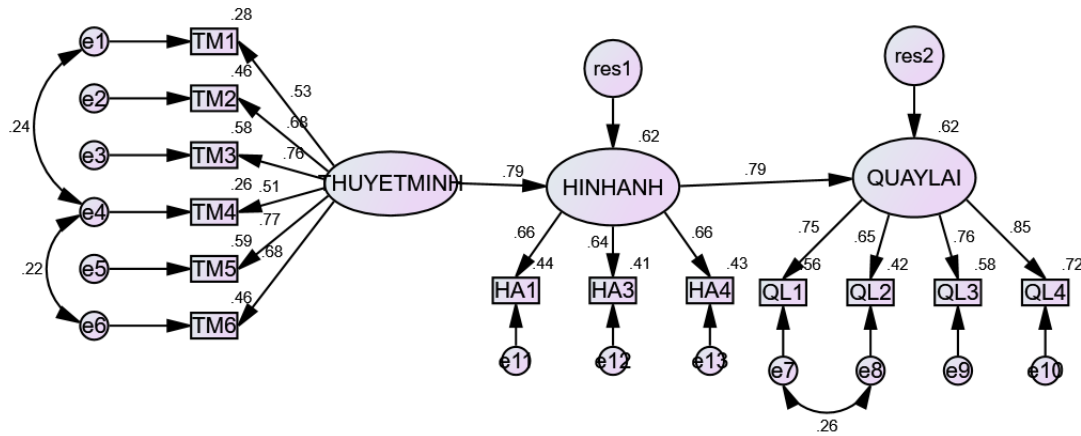 .28
e1 TM1
.46
e2 TM2
.53
.68
.58
.24
e3 TM3
.76
THUYETMINH
.26 .51
e4 TM4
.77
.59
.68
.22
e5 TM5
.46
e6 TM6
.79
res1
.62
HINHANH
.79
res2
.62
QUAYLAI
.66 .64 .66
.44 .41 .43
HA1 HA3 HA4
e11 e12 e13
.75 .65 .76 .85
.56 .42 .58 .72
QL1 QL2 QL3 QL4
e7 e8 e9 e10
.26